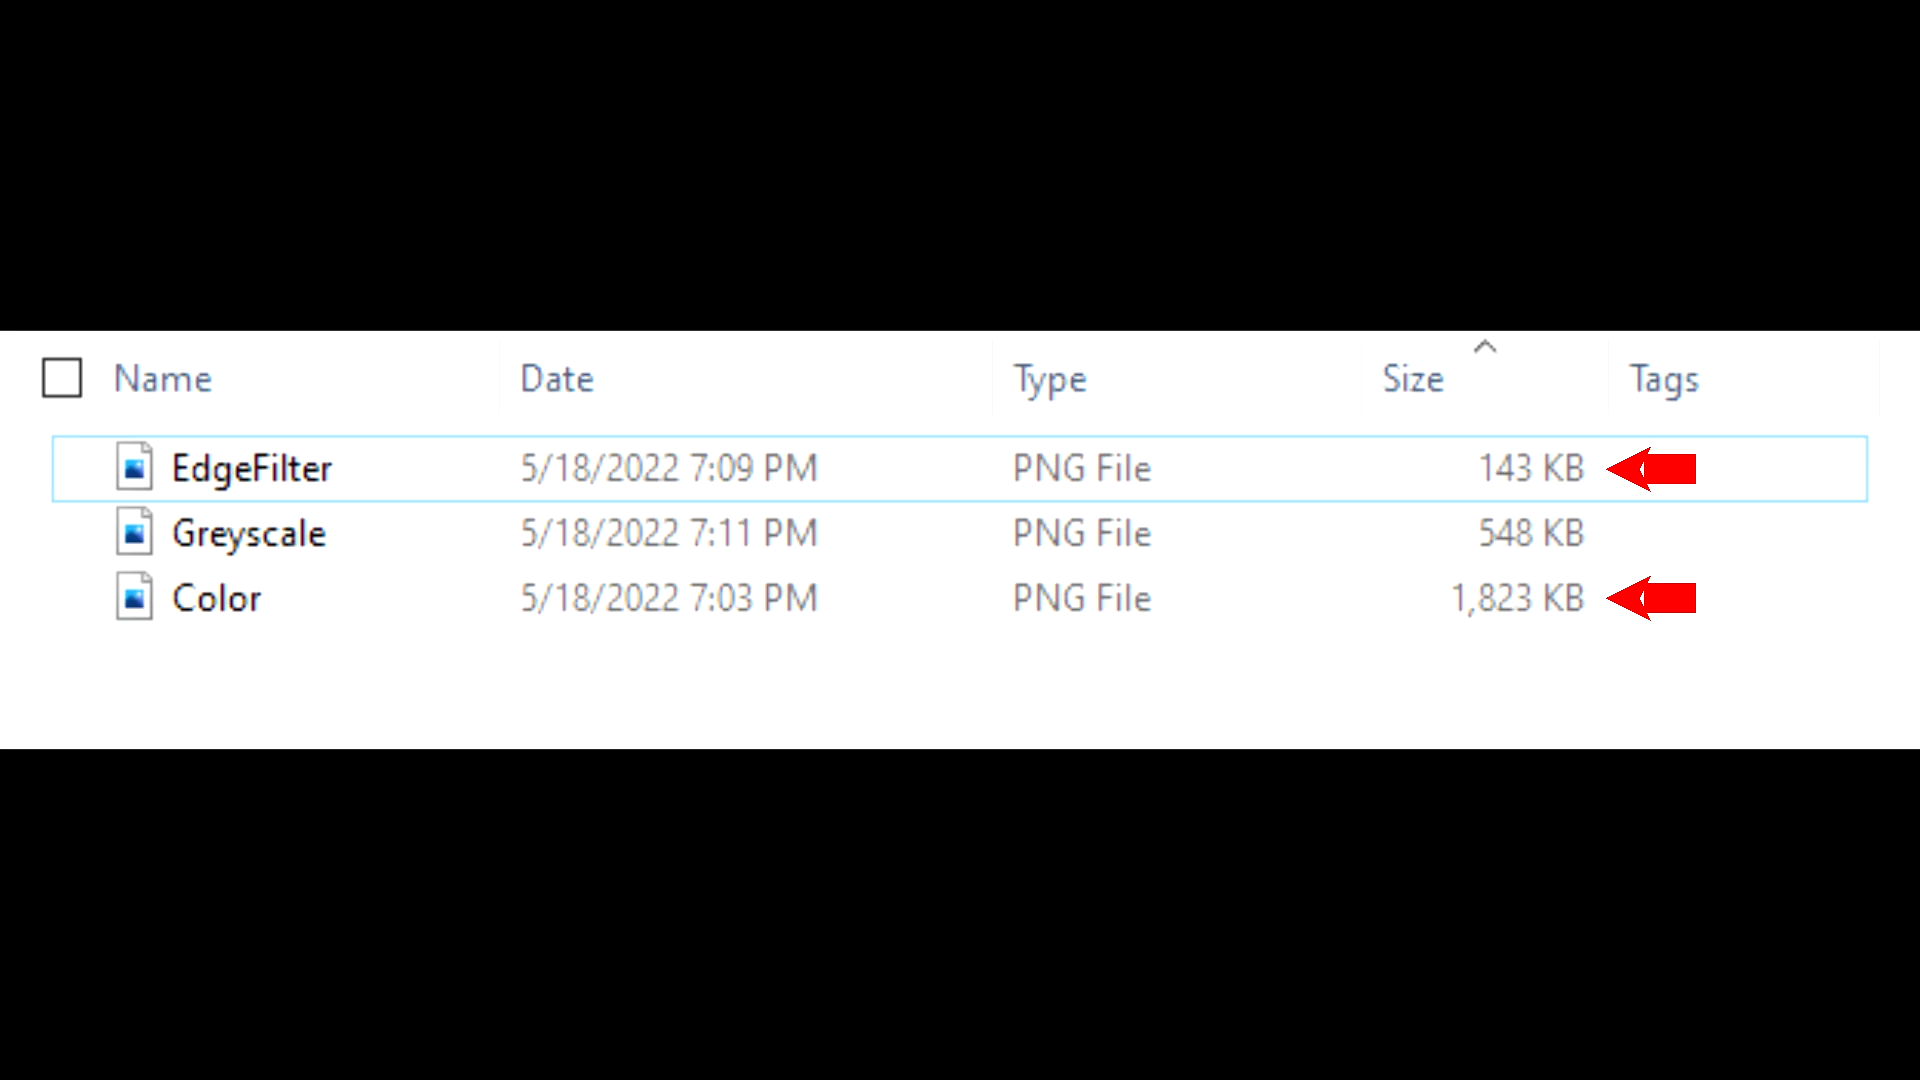 Name Date Type Size Tags
EdgeFilter 5/18/2022 7:09 PM PNG File 143 KB
Greyscale 5/18/2022 7:11 PM PNG File 548 KB
Color 5/18/2022 7:03 PM PNG File 1,823 KB